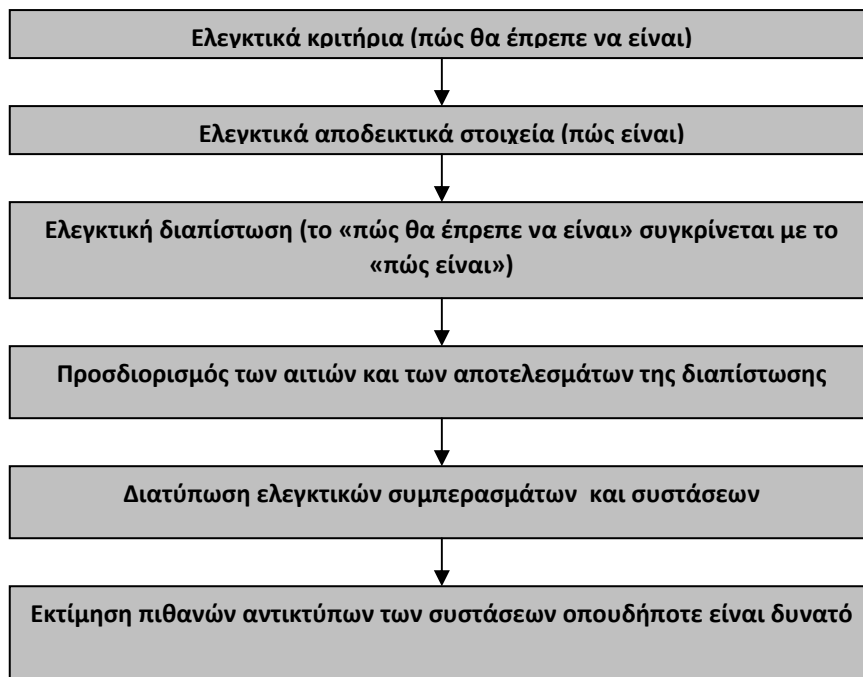 Ελεγκτικά κριτήρια (πώς θα έπρεπε να είναι)
Ελεγκτικά αποδεικτικά στοιχεία (πώς είναι)
Ελεγκτική διαπίστωση (το «πώς θα έπρεπε να είναι» συγκρίνεται με το
«πώς είναι»)
Προσδιορισμός των αιτιών και των αποτελεσμάτων της διαπίστωσης
Διατύπωση ελεγκτικών συμπερασμάτων και συστάσεων
Εκτίμηση πιθανών αντικτύπων των συστάσεων οπουδήποτε είναι δυνατό